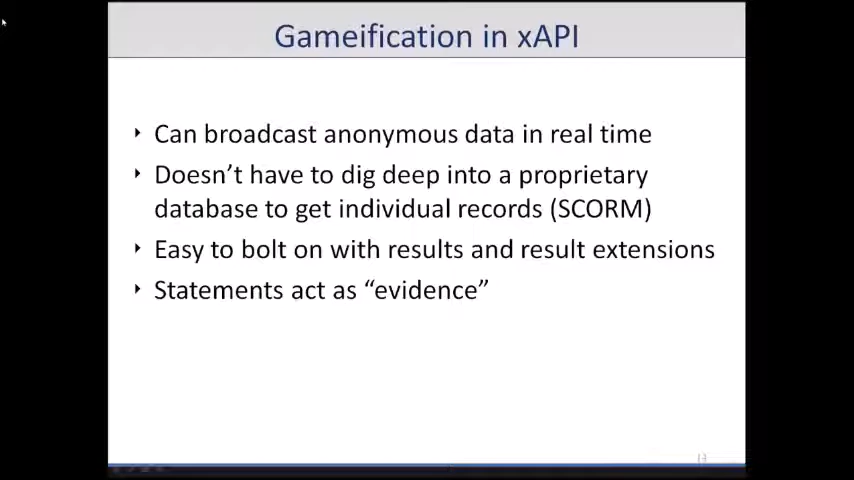 Gameification in xAPI
Can broadcast anonymous data in real time
Doesn’t have to dig deep into a proprietary
database to get individual records (SCORM)
Easy to bolt on with results and result extensions
Statements act as “evidence”